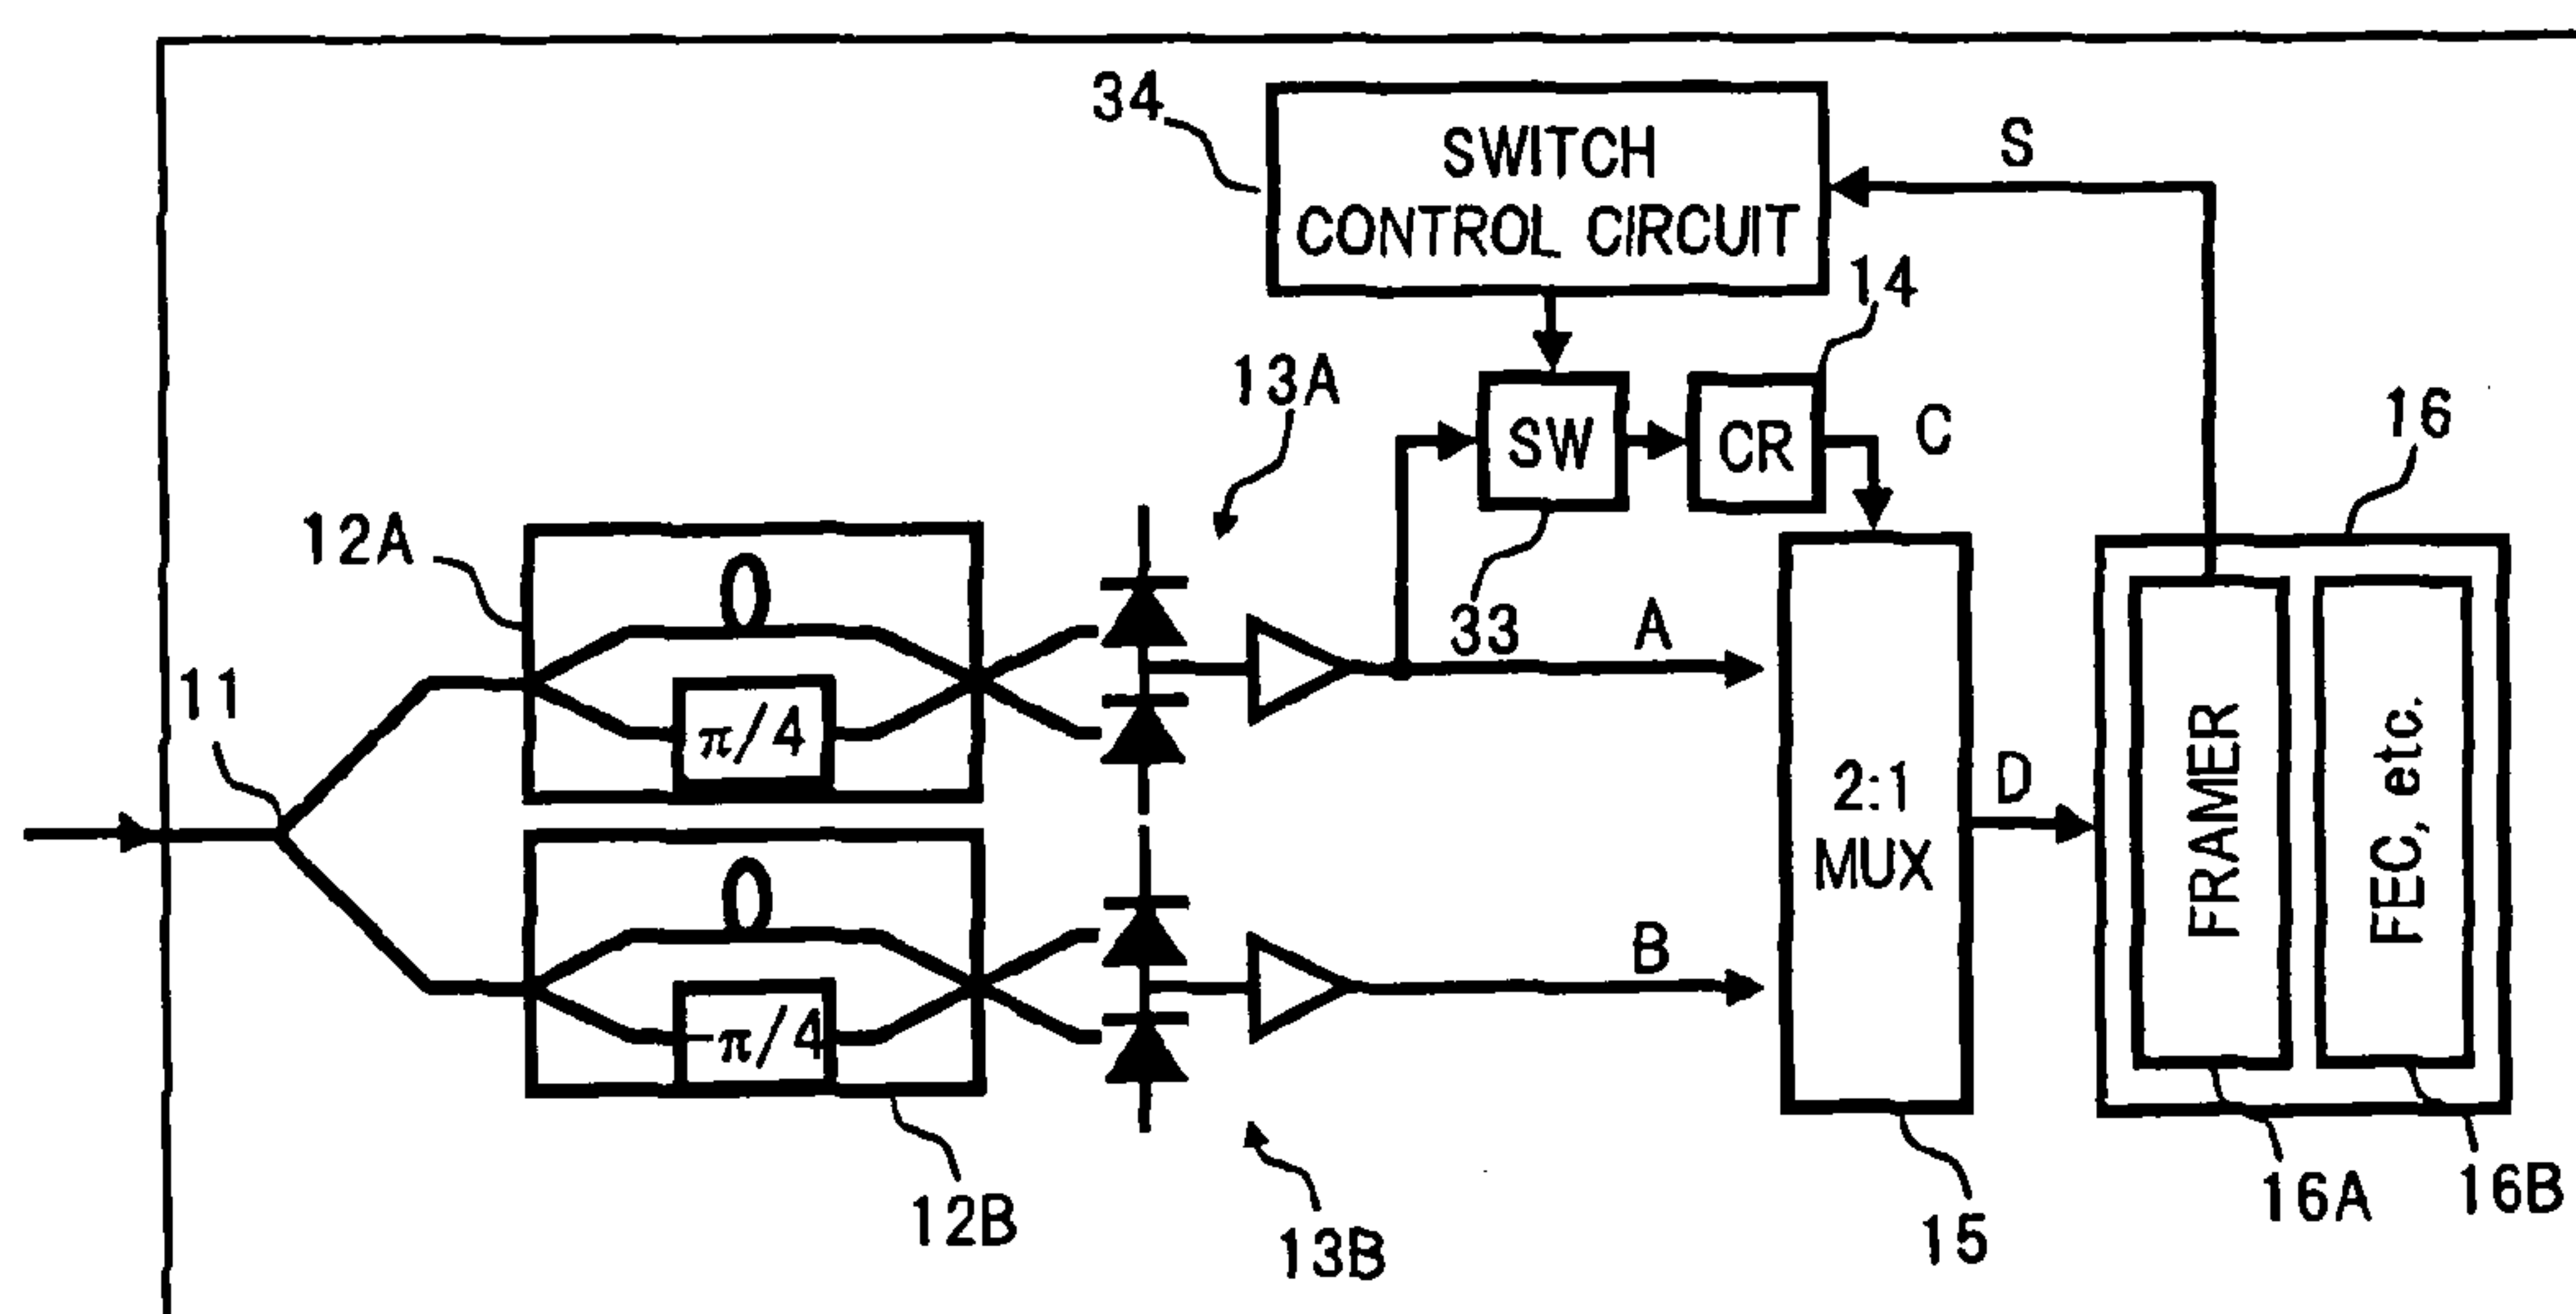 34
SWITCH
CONTROL CIRCUIT
S
14
13A
SW
CR
C
16
12A
33
A
11
π/4
2:1
MUX
D
FRAMER
FEC, etc.
B
-π/4
12B
13B
15
16A
16B